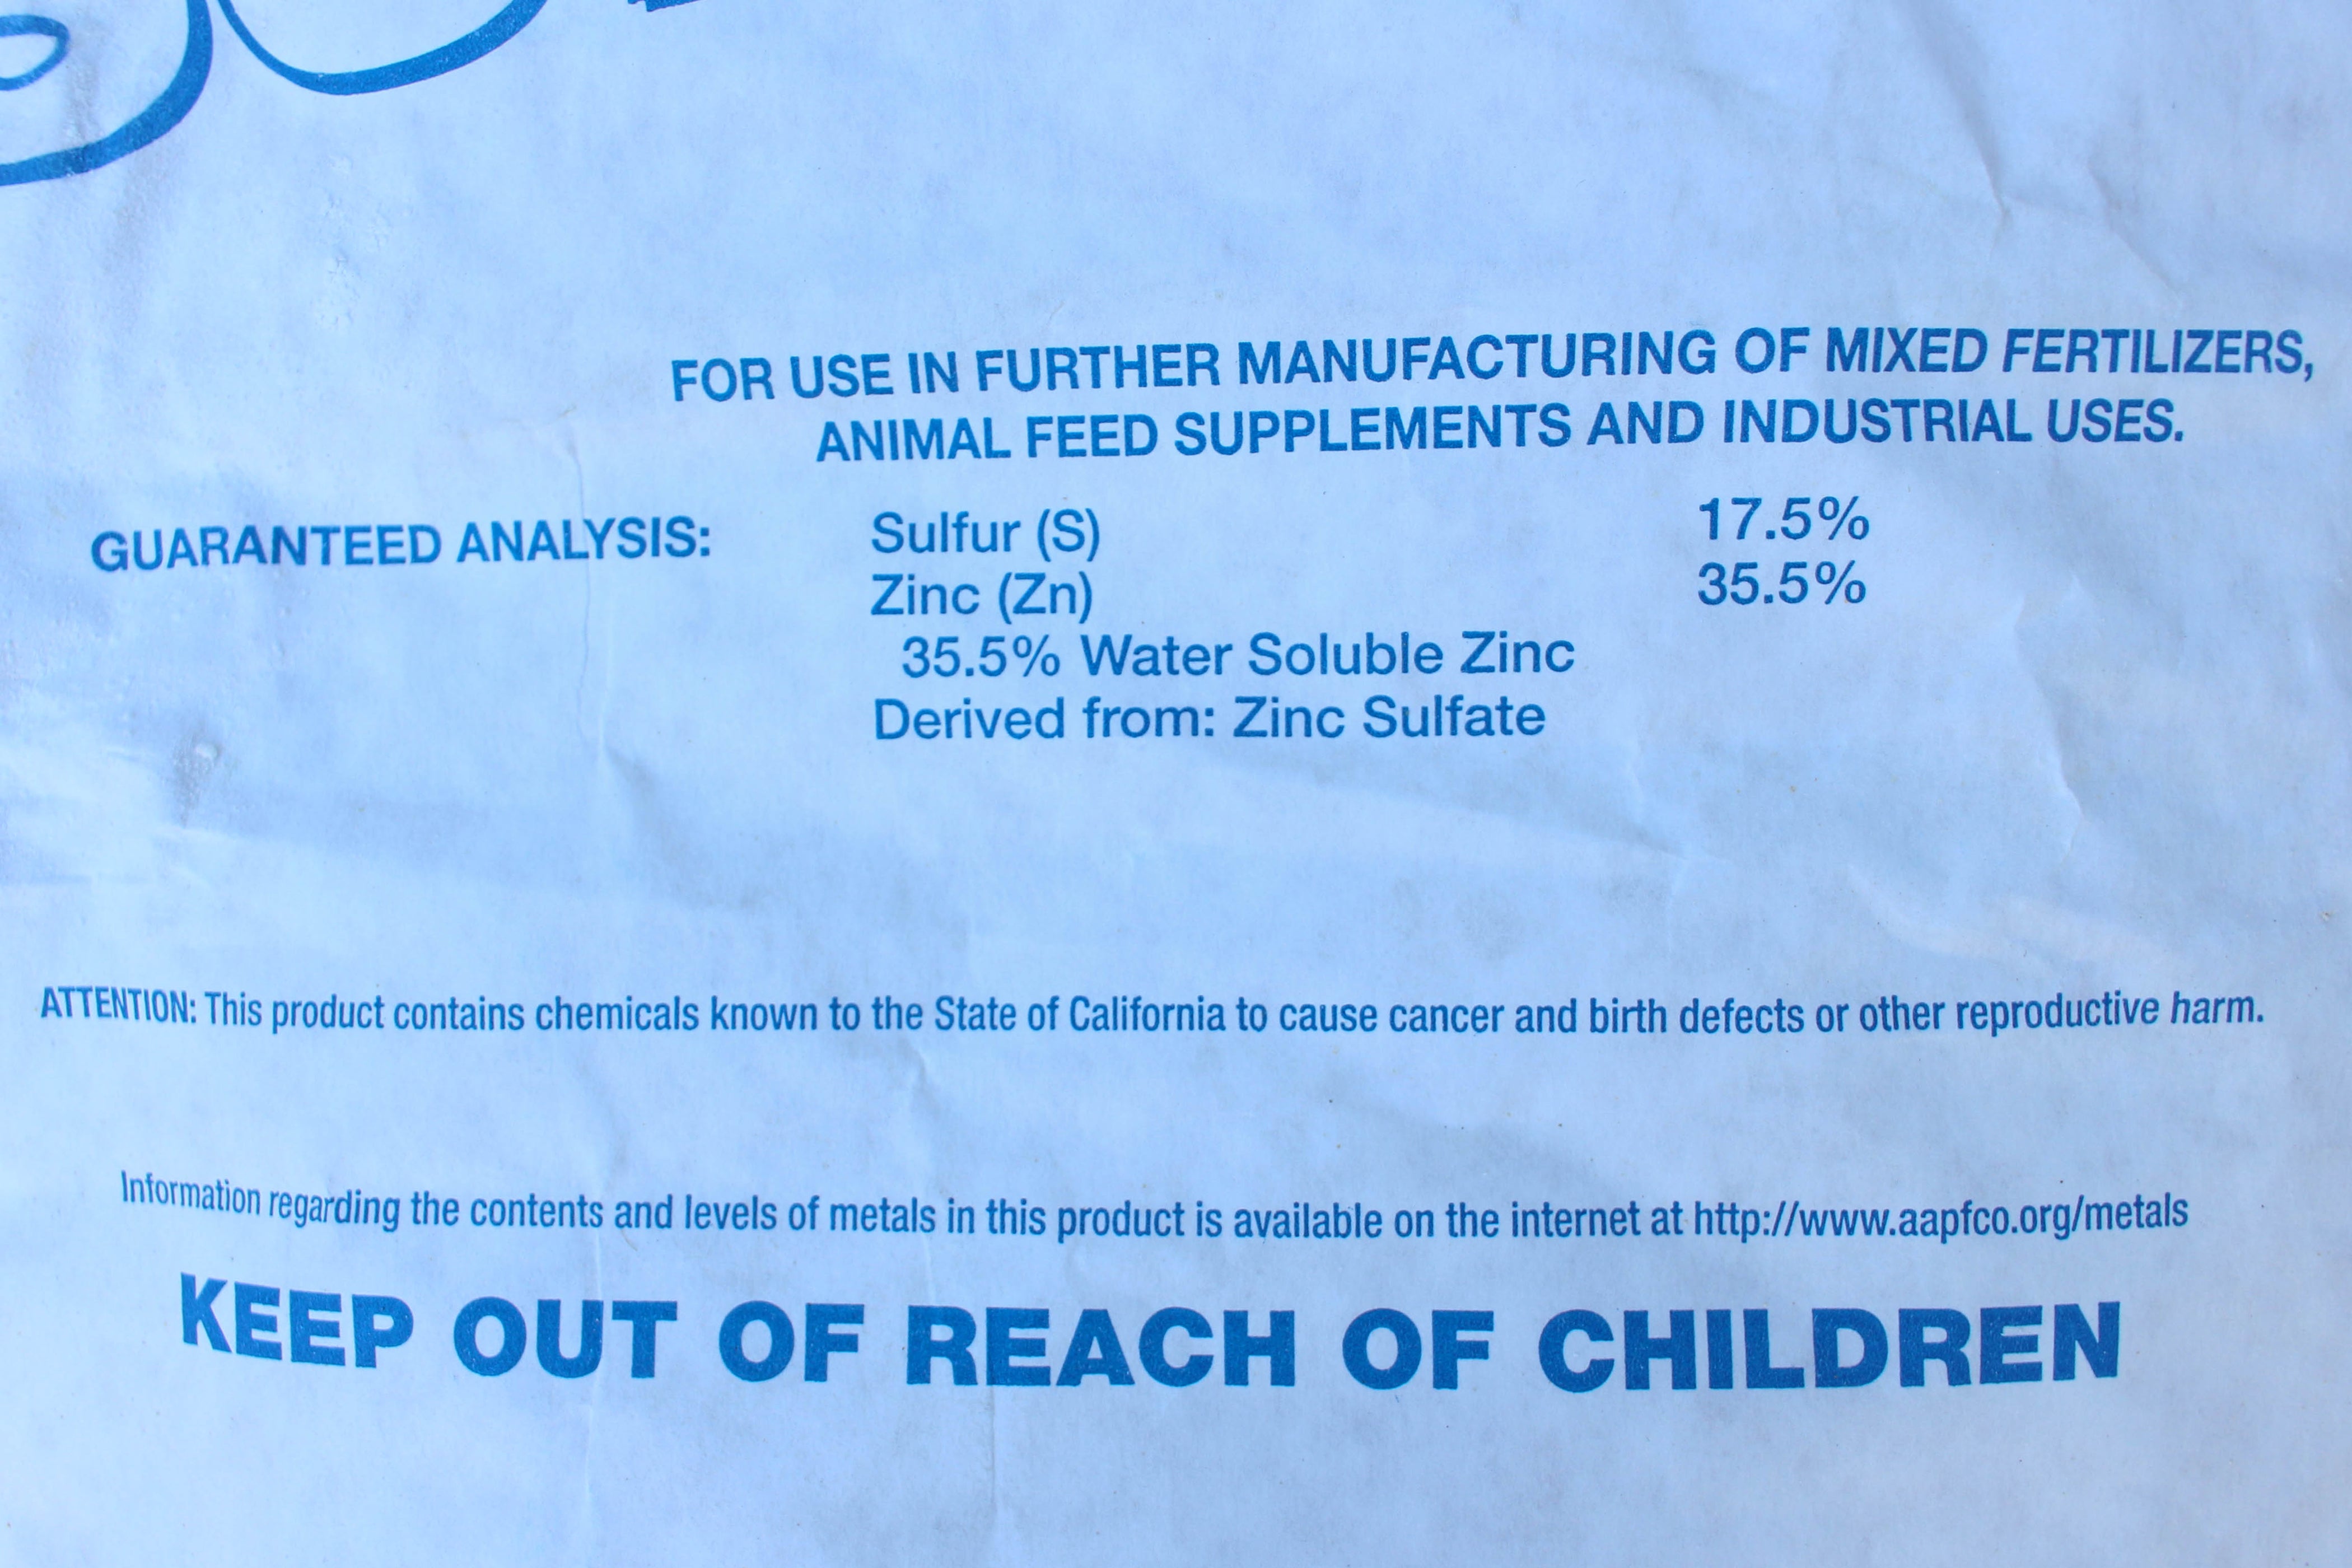 FOR USE IN FURTHER MANUFACTURING OF MIXED FERTILIZERS,
ANIMAL FEED SUPPLEMENTS AND INDUSTRIAL USES.
GUARANTEED ANALYSIS: Sulfur (S) 17.5%
Zinc (Zn) 35.5%
35.5% Water Soluble Zinc
Derived from: Zinc Sulfate
ATTENTION: This product contains chemicals known to the State of California to cause cancer and birth defects or other reproductive harm.
Information regarding the contents and levels of metals in this product is available on the internet at http://www.aapfco.org/metals
KEEP OUT OF REACH OF CHILDREN